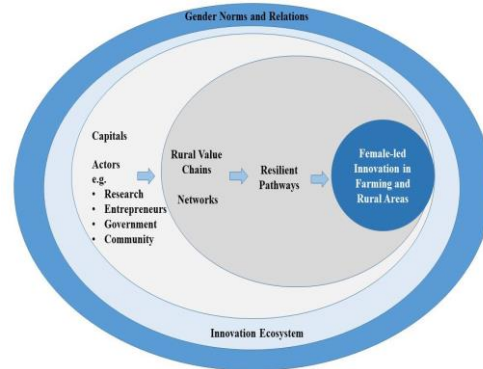 Gender Norms and Relations
Capitals
Actors
e.g.
• Research
• Entrepreneurs
• Government
• Community
Rural Value
Chains
Networks
Resilient
Pathways
Female-led
Innovation in
Farming and
Rural Areas
Innovation Ecosystem